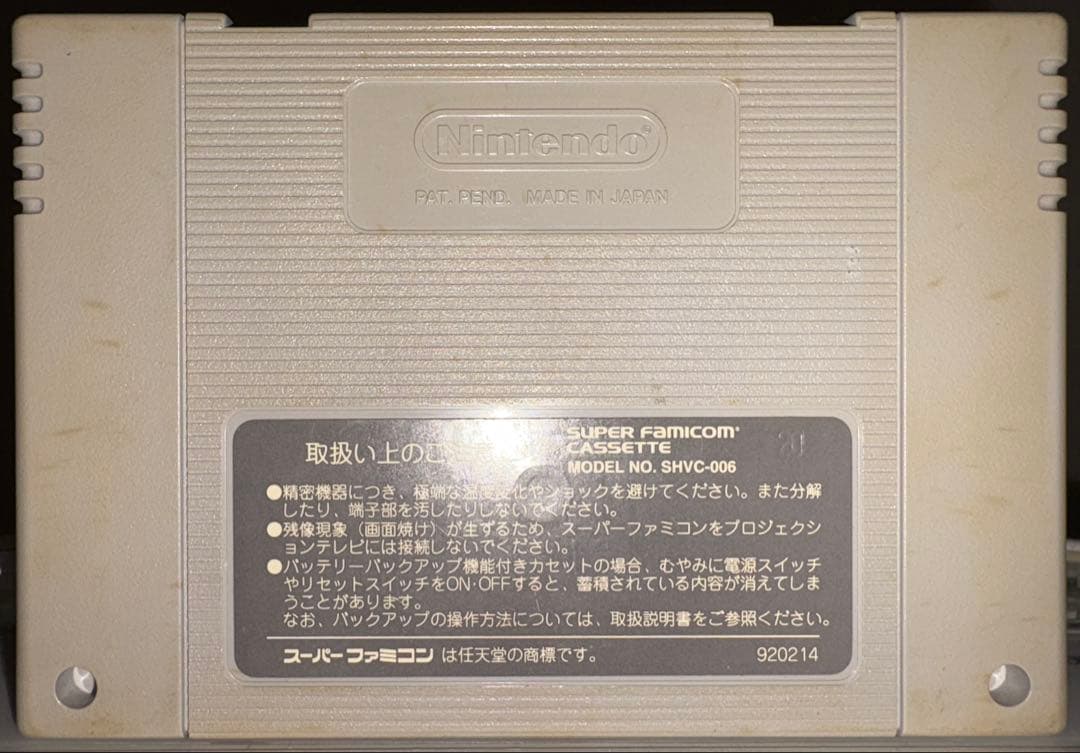 Nintendo®
PAT. PEND. MADE IN JAPAN
取扱い上のご
SUPER FAMICOM®
CASSETTE
MODEL NO. SHVC-006
20
●精密機器につき、極端な温度変化やショックを避けてください。また分解
したり、端子部を汚したりしないでください。
●残像現象（画面焼け）が生ずるため、スーパーファミコンをプロジェクシ
ョンテレビには接続しないでください。
●バッテリーバックアップ機能付きカセットの場合、むやみに電源スイッチ
やリセットスイッチをON･OFFすると、蓄積されている内容が消えてしま
うことがあります。
なお、バックアップの操作方法については、取扱説明書をご参照ください。
スーパーファミコン は任天堂の商標です。
920214